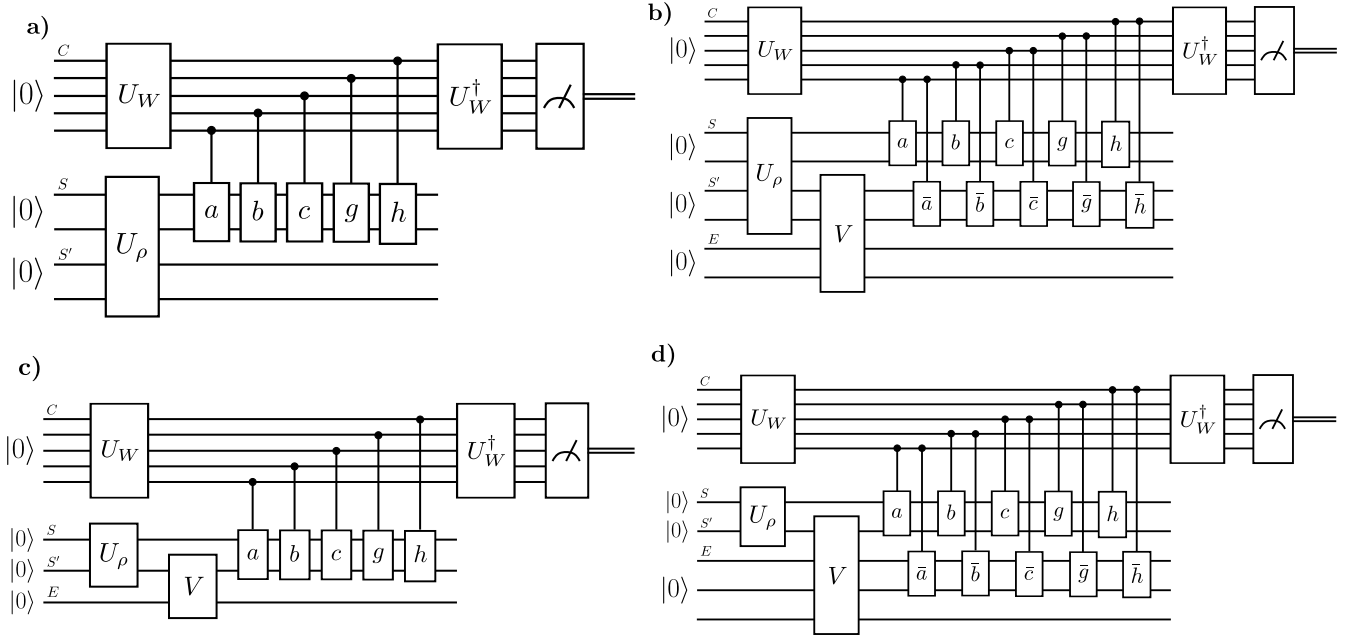 a)
C
|0⟩ U_W U_W^†
S
|0⟩ a b c g h
U_ρ
S′
|0⟩
b)
C
|0⟩ U_W U_W^†
S
|0⟩ a b c g h
U_ρ
S′
|0⟩ ā b̄ c̄ ḡ h̄
V
E
|0⟩
c)
C
|0⟩ U_W U_W^†
S
|0⟩ U_ρ a b c g h
S′
|0⟩ V
E
|0⟩
d)
C
|0⟩ U_W U_W^†
S
|0⟩ U_ρ a b c g h
S′
|0⟩
E
|0⟩ V ā b̄ c̄ ḡ h̄